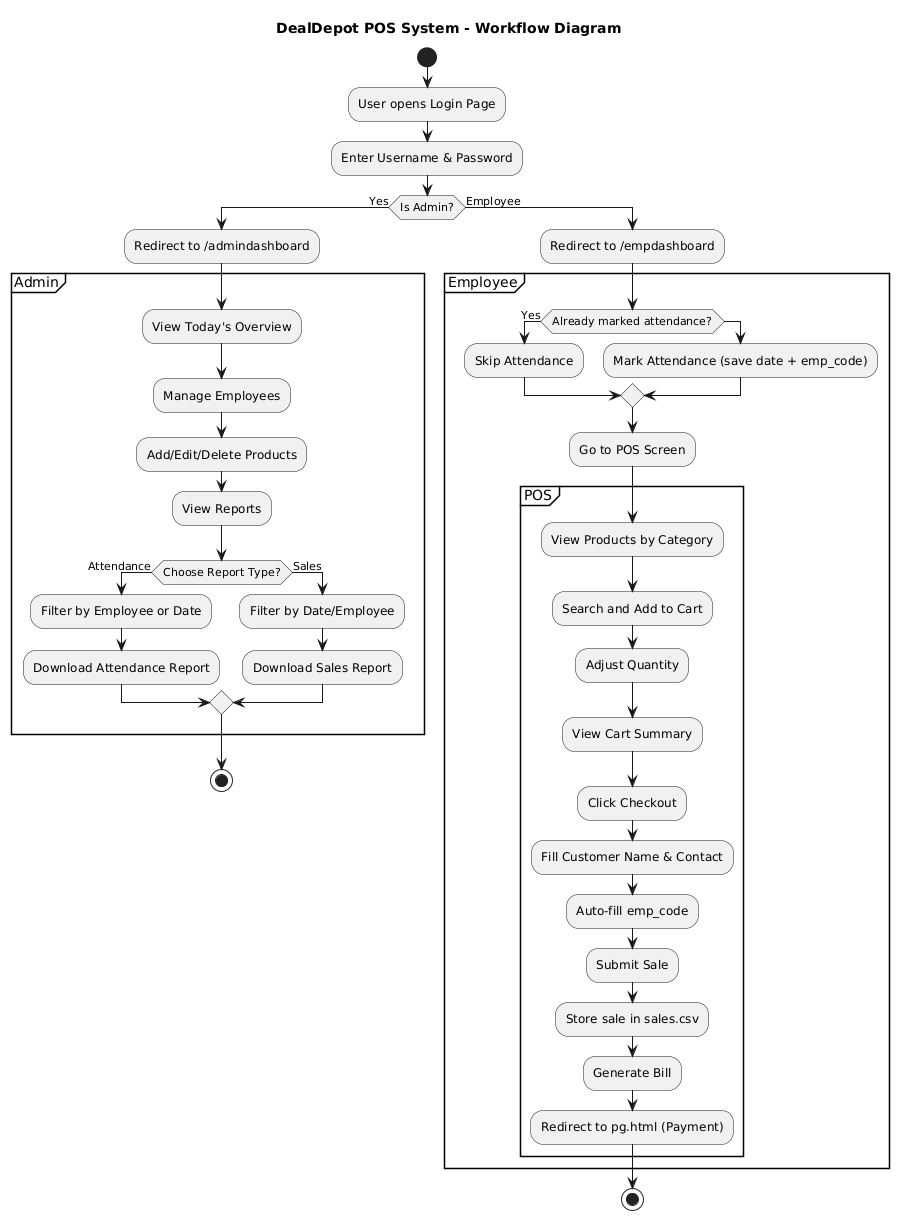 DealDepot POS System - Workflow Diagram
User opens Login Page
Enter Username & Password
Yes
Is Admin?
Employee
Redirect to /admindashboard
Admin
View Today's Overview
Manage Employees
Add/Edit/Delete Products
View Reports
Attendance
Choose Report Type?
Sales
Filter by Employee or Date
Download Attendance Report
Filter by Date/Employee
Download Sales Report
Redirect to /empdashboard
Employee
Yes
Already marked attendance?
Skip Attendance
Mark Attendance (save date + emp_code)
Go to POS Screen
POS
View Products by Category
Search and Add to Cart
Adjust Quantity
View Cart Summary
Click Checkout
Fill Customer Name & Contact
Auto-fill emp_code
Submit Sale
Store sale in sales.csv
Generate Bill
Redirect to pg.html (Payment)